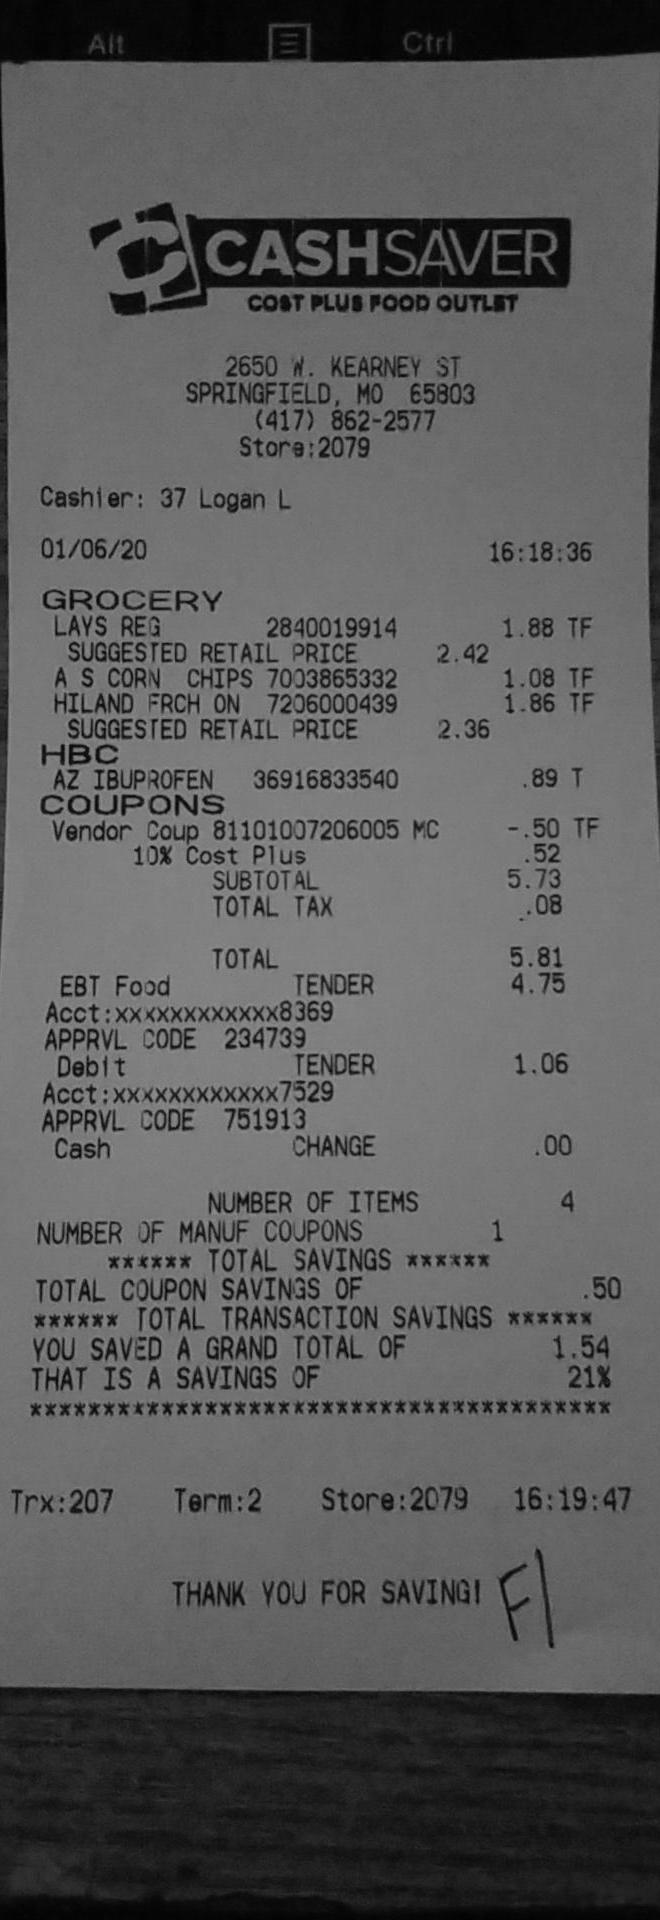 Alt Ctrl
CASHSAVER
COST PLUS FOOD OUTLET
2650 W. KEARNEY ST
SPRINGFIELD, MO 65803
(417) 862-2577
Store:2079
Cashier: 37 Logan L
01/06/20 16:18:36
GROCERY
LAYS REG 2840019914 1.88 TF
SUGGESTED RETAIL PRICE 2.42
A S CORN CHIPS 7003865332 1.08 TF
HILAND FRCH ON 7206000439 1.86 TF
SUGGESTED RETAIL PRICE 2.36
HBC
AZ IBUPROFEN 36916833540 .89 T
COUPONS
Vendor Coup 81101007206005 MC -.50 TF
10% Cost Plus .52
SUBTOTAL 5.73
TOTAL TAX .08
TOTAL 5.81
EBT Food TENDER 4.75
Acct:xxxxxxxxxxxx8369
APPRVL CODE 234739
Debit TENDER 1.06
Acct:xxxxxxxxxxxx7529
APPRVL CODE 751913
Cash CHANGE .00
NUMBER OF ITEMS 4
NUMBER OF MANUF COUPONS 1
****** TOTAL SAVINGS ******
TOTAL COUPON SAVINGS OF .50
****** TOTAL TRANSACTION SAVINGS ******
YOU SAVED A GRAND TOTAL OF 1.54
THAT IS A SAVINGS OF 21%
****************************************
Trx:207 Term:2 Store:2079 16:19:47
THANK YOU FOR SAVING! F1